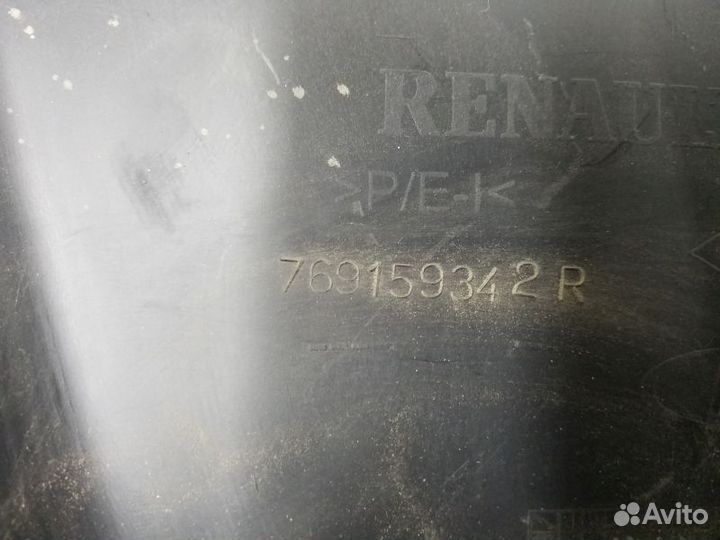 RENAU
>P/E-I<
769159342R
Avito